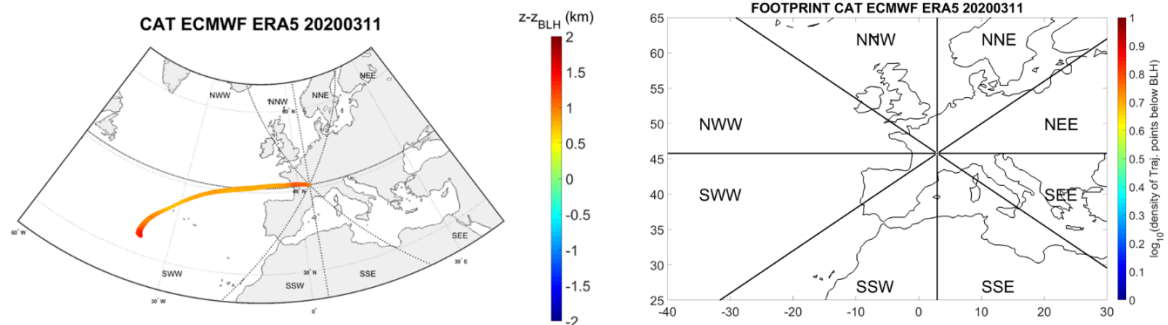 CAT ECMWF ERA5 20200311
z-z_BLH (km)
2
1.5
1
0.5
0
-0.5
-1
-1.5
-2
NWW
NNW
NNE
NEE
60° N
45° N
60° W
SWW
SEE
30° N
30° E
SSW
SSE
30° W
0°
FOOTPRINT CAT ECMWF ERA5 20200311
65
60
55
50
45
40
35
30
25
NNW
NNE
NWW
NEE
SWW
SEE
SSW
SSE
-40
-30
-20
-10
0
10
20
30
1
0.9
0.8
0.7
0.6
0.5
0.4
0.3
0.2
0.1
0
log₁₀(density of Traj. points below BLH)